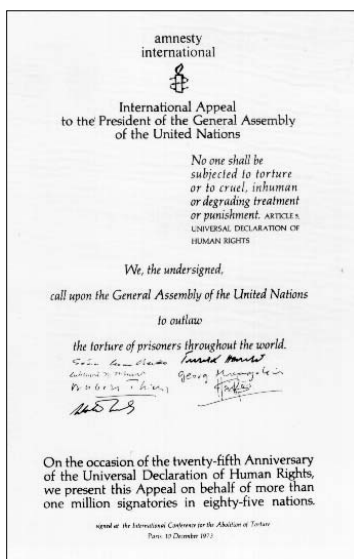 amnesty
international
International Appeal
to the President of the General Assembly
of the United Nations
No one shall be
subjected to torture
or to cruel, inhuman
or degrading treatment
or punishment. ARTICLE 5,
UNIVERSAL DECLARATION OF
HUMAN RIGHTS
We, the undersigned,
call upon the General Assembly of the United Nations
to outlaw
the torture of prisoners throughout the world.
On the occasion of the twenty-fifth Anniversary
of the Universal Declaration of Human Rights,
we present this Appeal on behalf of more than
one million signatories in eighty-five nations.
signed at the International Conference for the Abolition of Torture
Paris, 10 December 1973